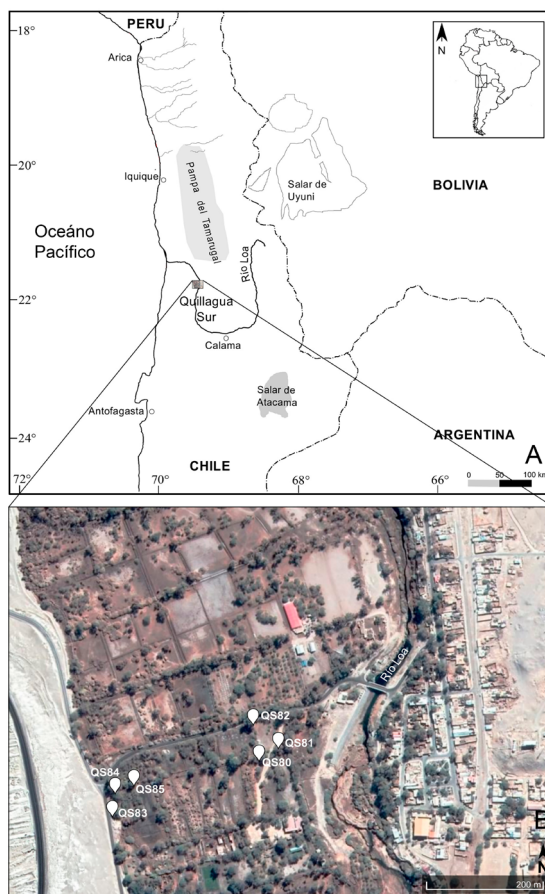 18°
PERU
Arica
N
20°
Iquique
Pampa del Tamarugal
Salar de
Uyuni
BOLIVIA
Oceáno
Pacífico
Río Loa
22°
Quillagua
Sur
Calama
Salar de
Atacama
Antofagasta
24°
ARGENTINA
CHILE
A
0 50 100 km
72°
70°
68°
66°
Río Loa
QS82
QS81
QS80
QS84
QS85
QS83
N
200 m